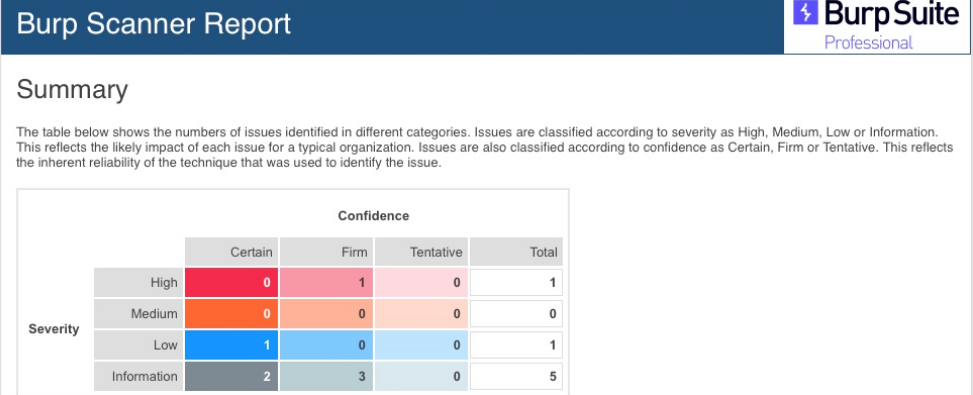 Burp Scanner Report
Burp Suite
Professional
Summary
The table below shows the numbers of issues identified in different categories. Issues are classified according to severity as High, Medium, Low or Information.
This reflects the likely impact of each issue for a typical organization. Issues are also classified according to confidence as Certain, Firm or Tentative. This reflects
the inherent reliability of the technique that was used to identify the issue.
Confidence
Certain Firm Tentative Total
High 0 1 0 1
Medium 0 0 0 0
Severity
Low 1 0 0 1
Information 2 3 0 5